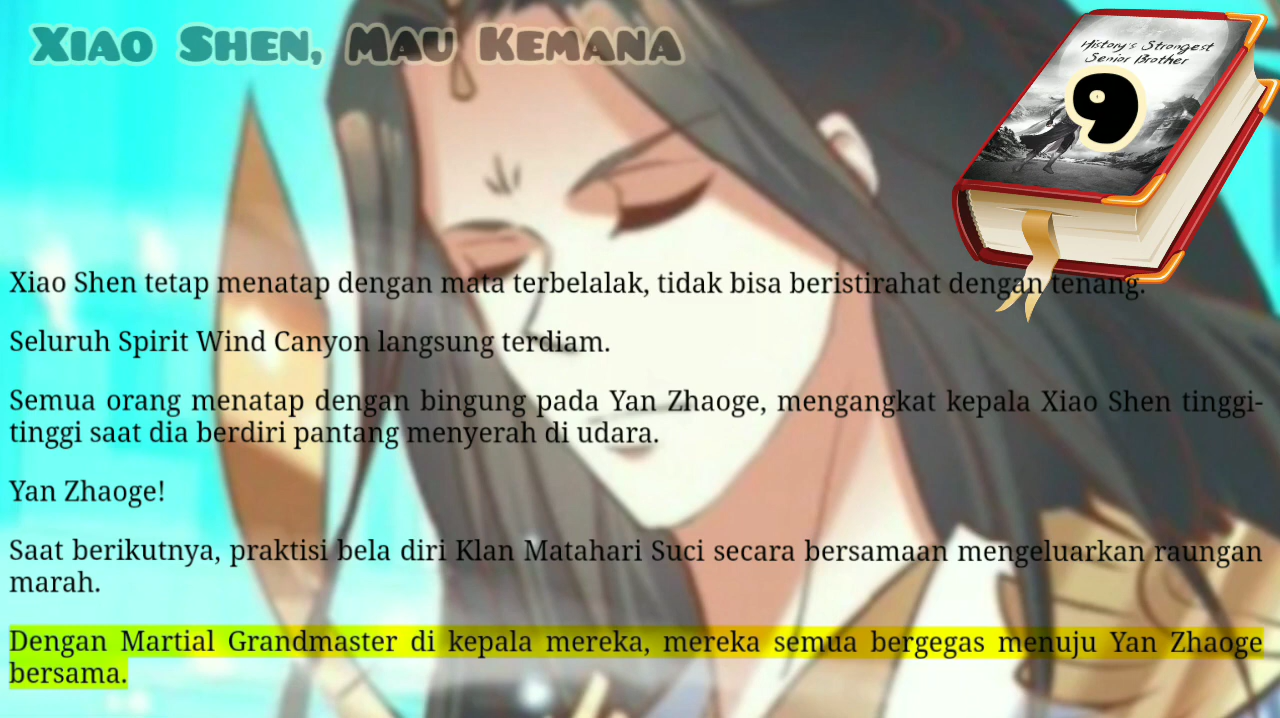 Xiao Shen, Mau Kemana
History's Strongest
Senior Brother
9
Xiao Shen tetap menatap dengan mata terbelalak, tidak bisa beristirahat dengan tenang.
Seluruh Spirit Wind Canyon langsung terdiam.
Semua orang menatap dengan bingung pada Yan Zhaoge, mengangkat kepala Xiao Shen tinggi-
tinggi saat dia berdiri pantang menyerah di udara.
Yan Zhaoge!
Saat berikutnya, praktisi bela diri Klan Matahari Suci secara bersamaan mengeluarkan raungan
marah.
Dengan Martial Grandmaster di kepala mereka, mereka semua bergegas menuju Yan Zhaoge
bersama.